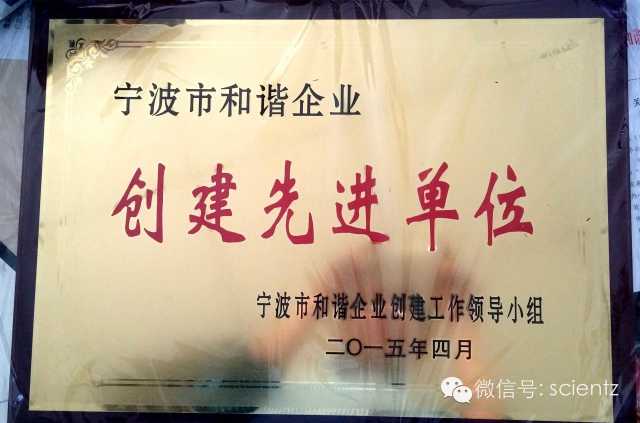 宁波市和谐企业
创建先进单位
宁波市和谐企业创建工作领导小组
二〇一五年四月
微信号: scientz